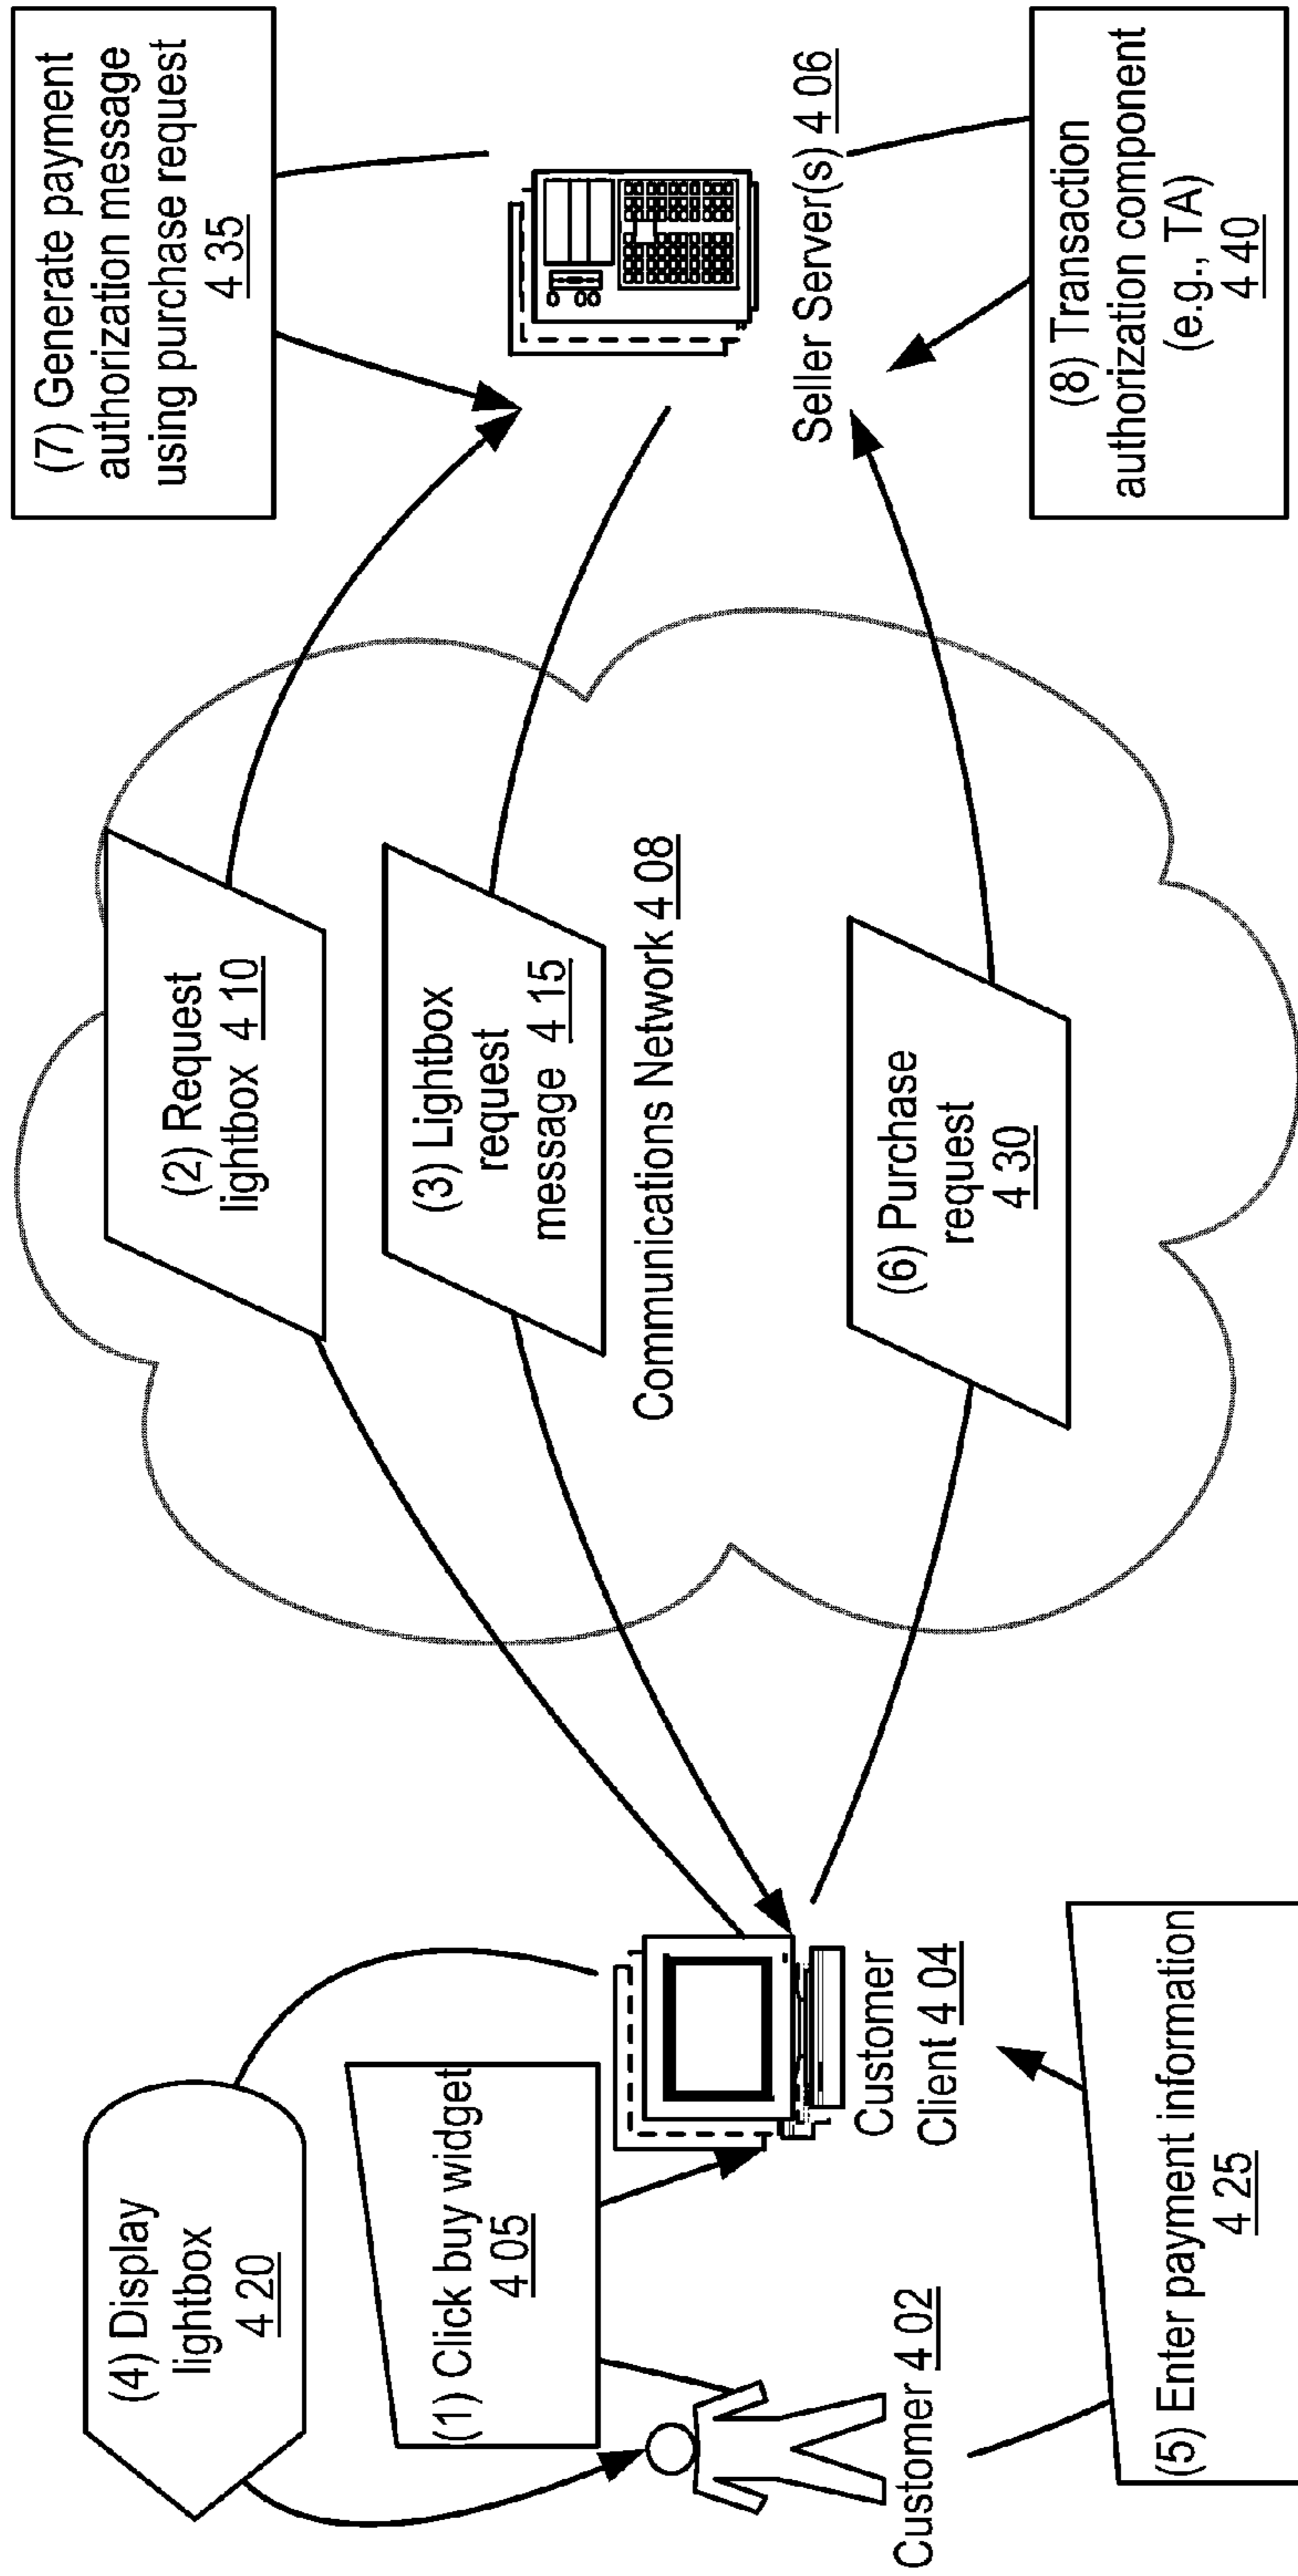 (4) Display
lightbox
4 20
(1) Click buy widget
4 05
Customer 4 02
Customer
Client 4 04
(5) Enter payment information
4 25
(2) Request
lightbox 4 10
(3) Lightbox
request
message 4 15
Communications Network 4 08
(6) Purchase
request
4 30
(7) Generate payment
authorization message
using purchase request
4 35
Seller Server(s) 4 06
(8) Transaction
authorization component
(e.g., TA)
4 40